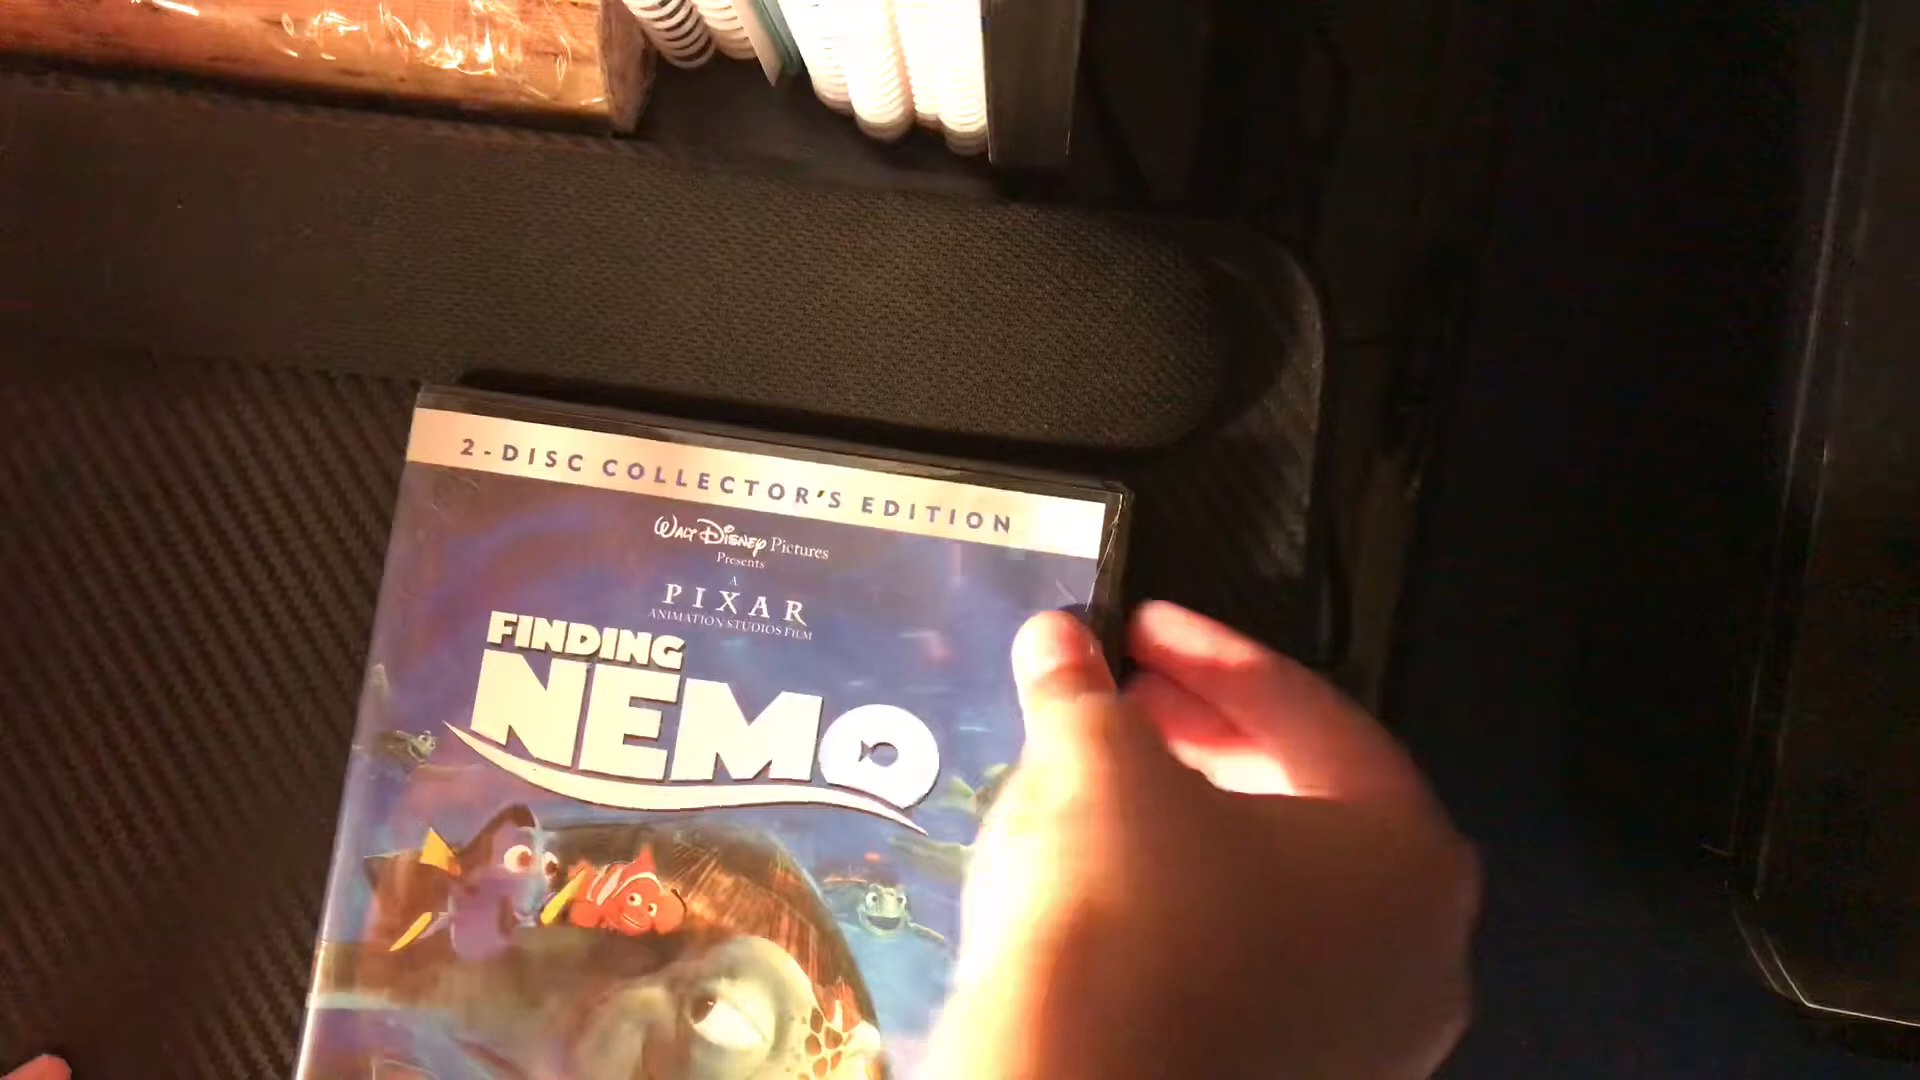 2-DISC COLLECTOR'S EDITION
WALT DISNEY Pictures
Presents
A
PIXAR
ANIMATION STUDIOS FILM
FINDING
NEMO